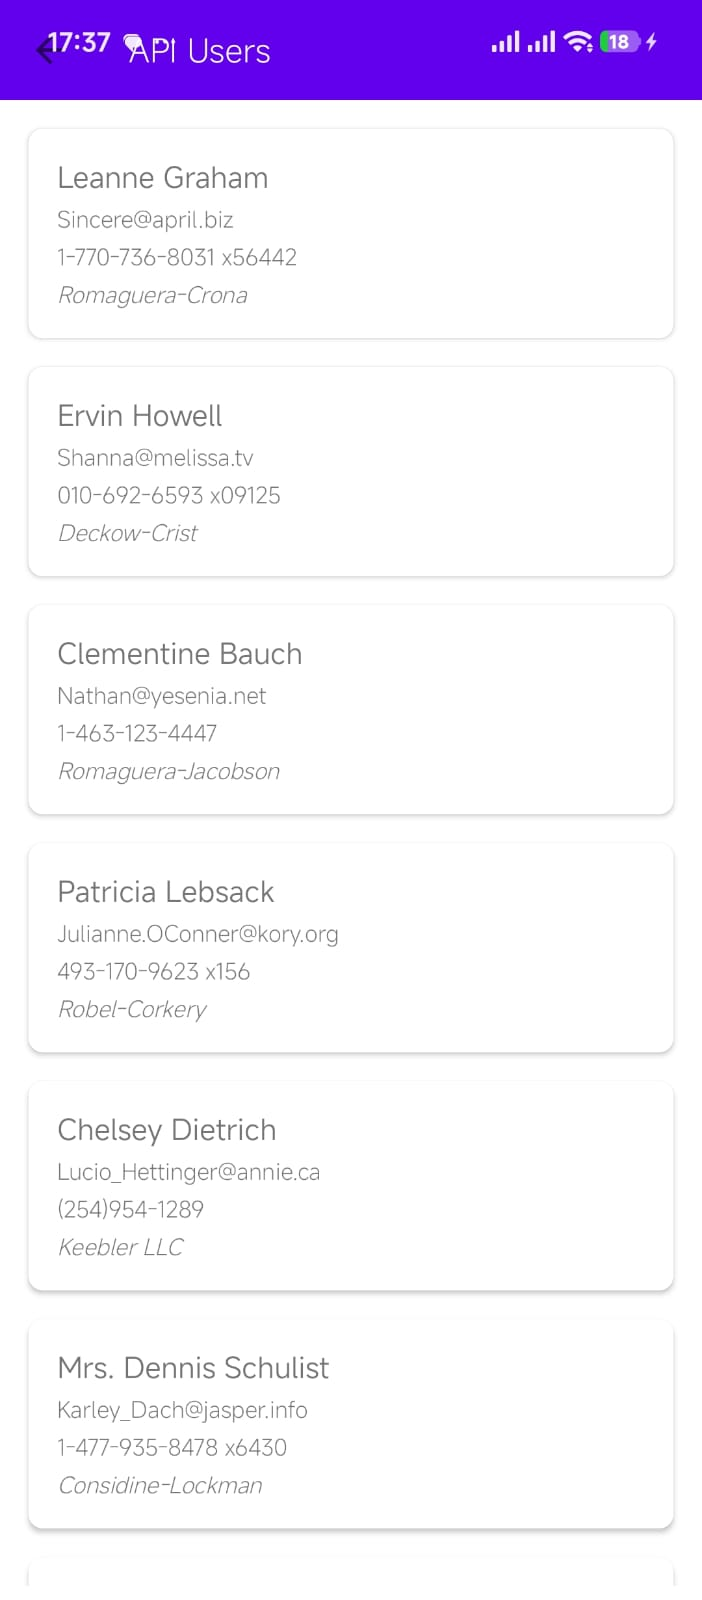 17:37
API Users
18
Leanne Graham
Sincere@april.biz
1-770-736-8031 x56442
Romaguera-Crona
Ervin Howell
Shanna@melissa.tv
010-692-6593 x09125
Deckow-Crist
Clementine Bauch
Nathan@yesenia.net
1-463-123-4447
Romaguera-Jacobson
Patricia Lebsack
Julianne.OConner@kory.org
493-170-9623 x156
Robel-Corkery
Chelsey Dietrich
Lucio_Hettinger@annie.ca
(254)954-1289
Keebler LLC
Mrs. Dennis Schulist
Karley_Dach@jasper.info
1-477-935-8478 x6430
Considine-Lockman